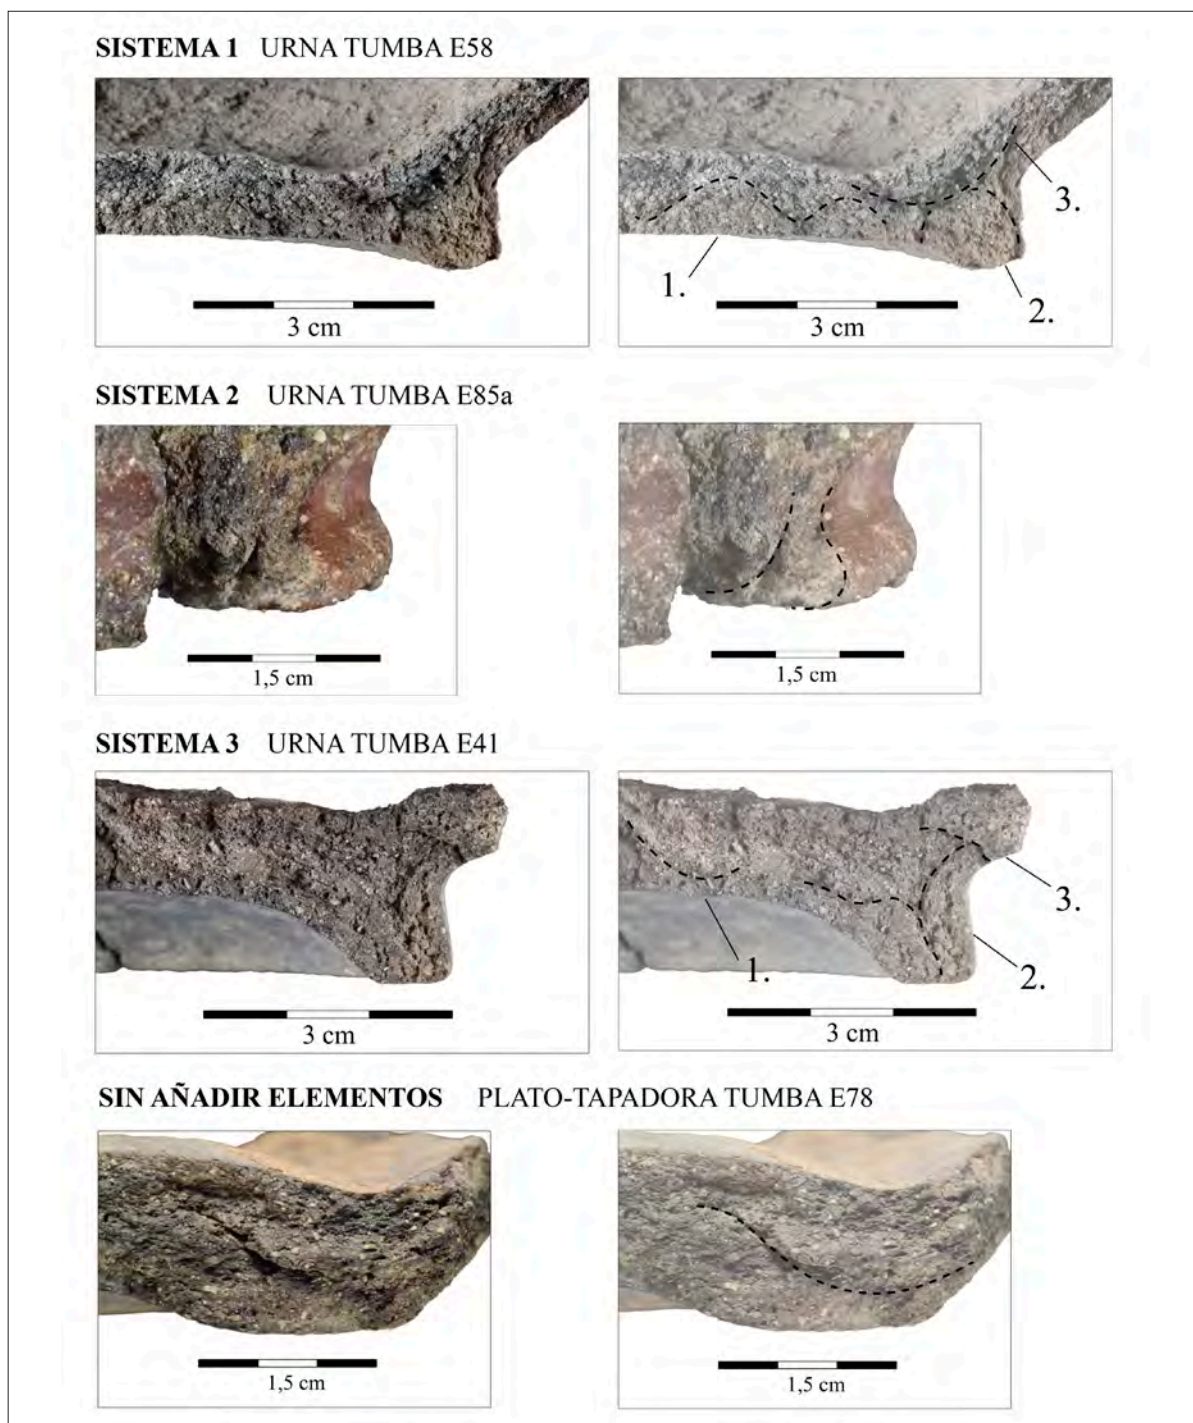 SISTEMA 1 URNA TUMBA E58
3.
1.
2.
3 cm
3 cm
SISTEMA 2 URNA TUMBA E85a
1,5 cm
1,5 cm
SISTEMA 3 URNA TUMBA E41
3.
1.
2.
3 cm
3 cm
SIN AÑADIR ELEMENTOS PLATO-TAPADORA TUMBA E78
1,5 cm
1,5 cm